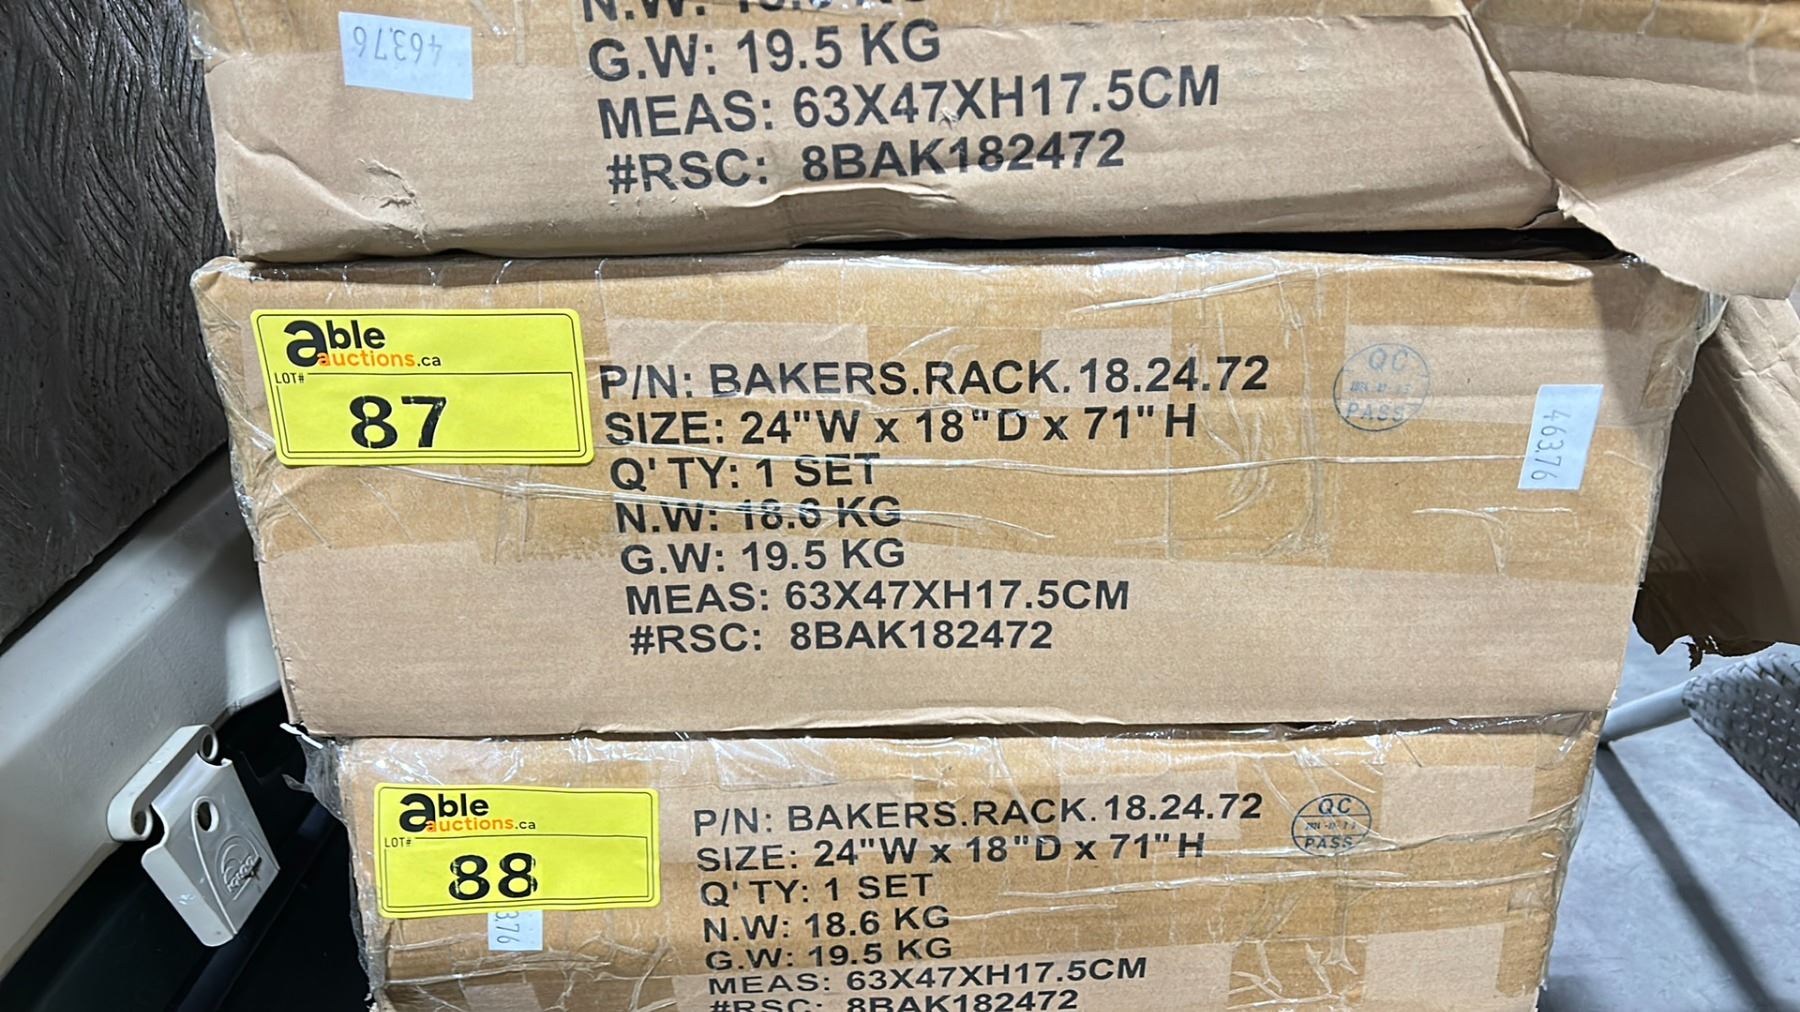 46376
G.W: 19.5 KG
MEAS: 63X47XH17.5CM
#RSC: 8BAK182472
able
auctions.ca
LOT#
87
P/N: BAKERS.RACK.18.24.72
SIZE: 24"W x 18"D x 71"H
Q'TY: 1 SET
N.W: 18.6 KG
G.W: 19.5 KG
MEAS: 63X47XH17.5CM
#RSC: 8BAK182472
QC
PASS
46376
able
auctions.ca
LOT#
88
P/N: BAKERS.RACK.18.24.72
SIZE: 24"W x 18"D x 71"H
Q'TY: 1 SET
N.W: 18.6 KG
G.W: 19.5 KG
MEAS: 63X47XH17.5CM
#RSC: 8BAK182472
QC
PASS